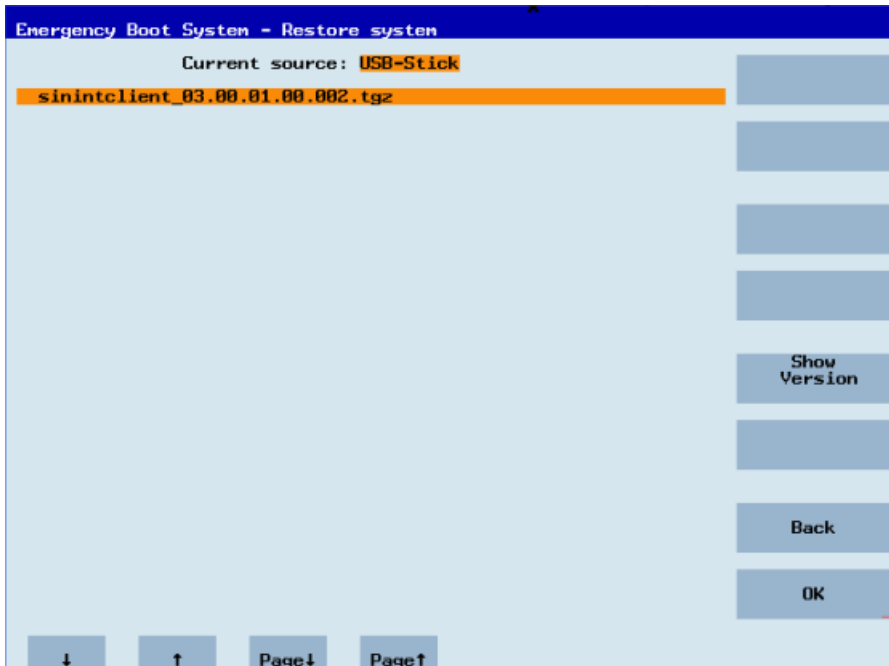 Emergency Boot System - Restore system
Current source: USB-Stick
sinintclient_03.00.01.00.002.tgz
Show
Version
Back
OK
↓ ↑ Page↓ Page↑